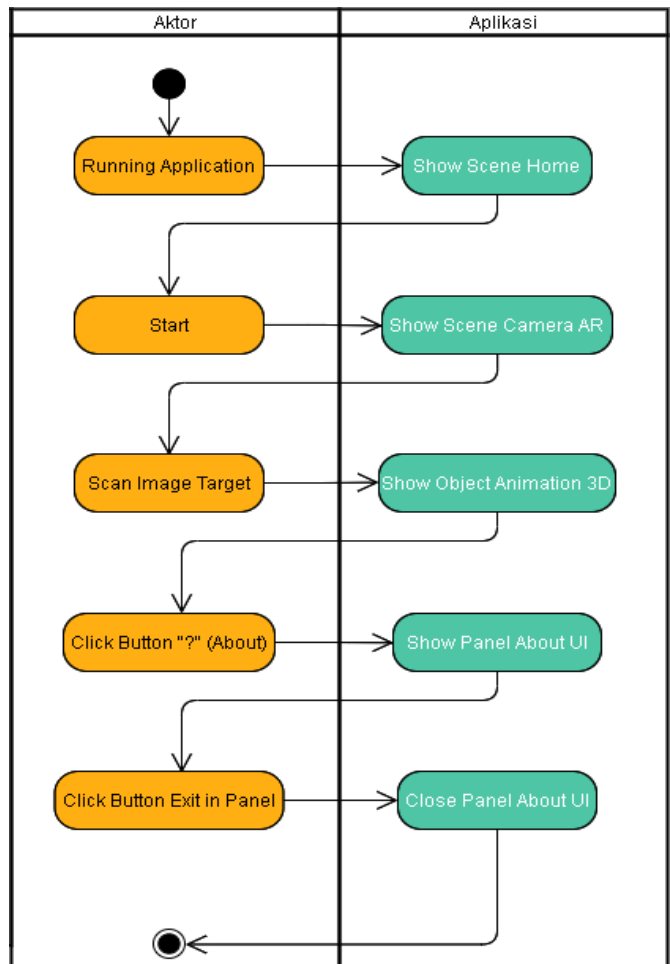 Aktor
Aplikasi
Running Application
Show Scene Home
Start
Show Scene Camera AR
Scan Image Target
Show Object Animation 3D
Click Button "?" (About)
Show Panel About UI
Click Button Exit in Panel
Close Panel About UI